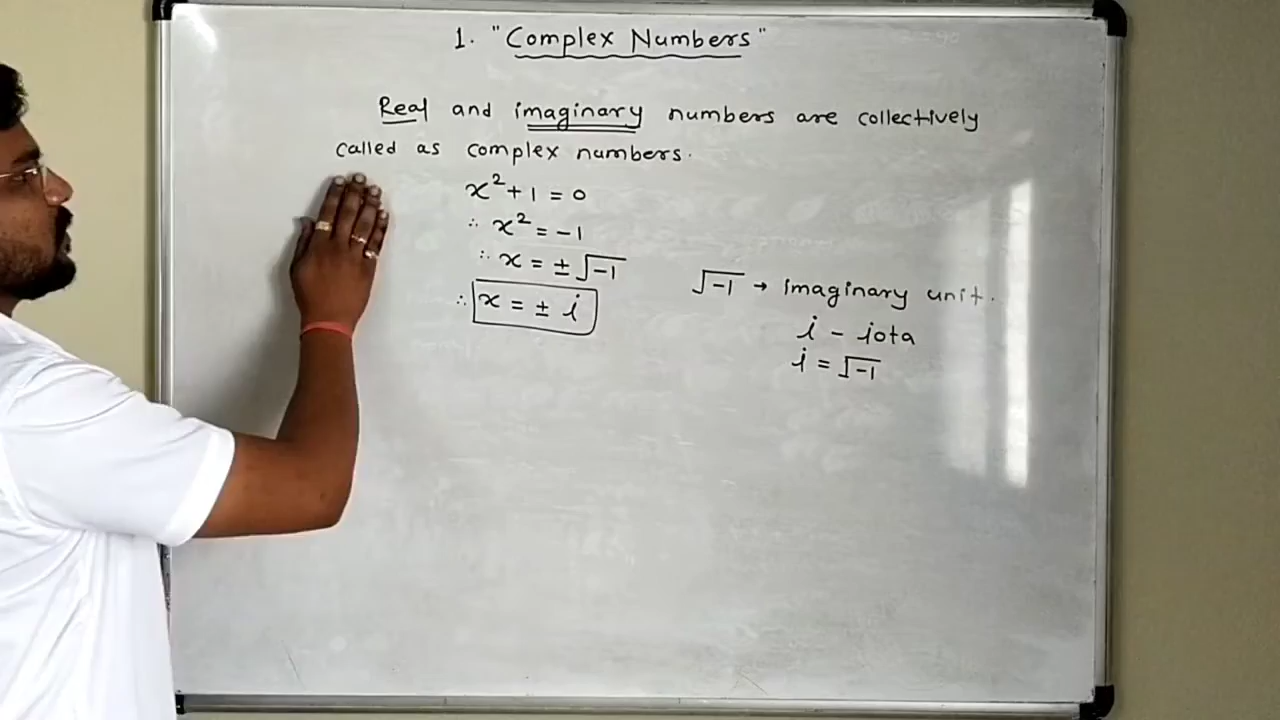 1. "Complex Numbers"
Real and imaginary numbers are collectively
called as complex numbers.
x²+1 = 0
∴ x² = -1
∴ x = ± √-1
∴ x = ± i
√-1 → imaginary unit.
i - iota
i = √-1